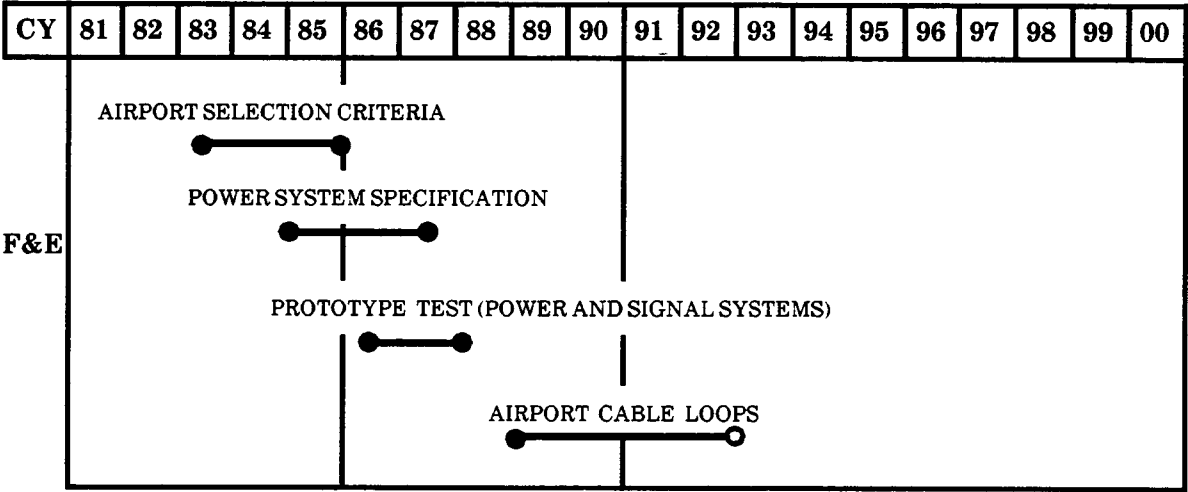 CY 81 82 83 84 85 86 87 88 89 90 91 92 93 94 95 96 97 98 99 00
AIRPORT SELECTION CRITERIA
POWER SYSTEM SPECIFICATION
F&E
PROTOTYPE TEST (POWER AND SIGNAL SYSTEMS)
AIRPORT CABLE LOOPS